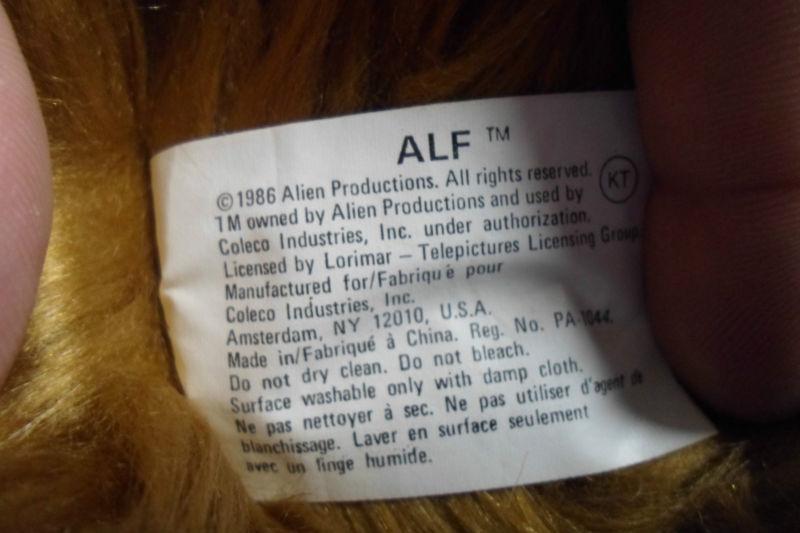 ALF ™
©1986 Alien Productions. All rights reserved.
KT
TM owned by Alien Productions and used by
Coleco Industries, Inc. under authorization.
Licensed by Lorimar – Telepictures Licensing Group.
Manufactured for/Fabriqué pour
Coleco Industries, Inc.
Amsterdam, NY 12010, U.S.A.
Made in/Fabriqué à China. Reg. No. PA-1044.
Do not dry clean. Do not bleach.
Surface washable only with damp cloth.
Ne pas nettoyer à sec. Ne pas utiliser d'agent de
blanchissage. Laver en surface seulement
avec un linge humide.